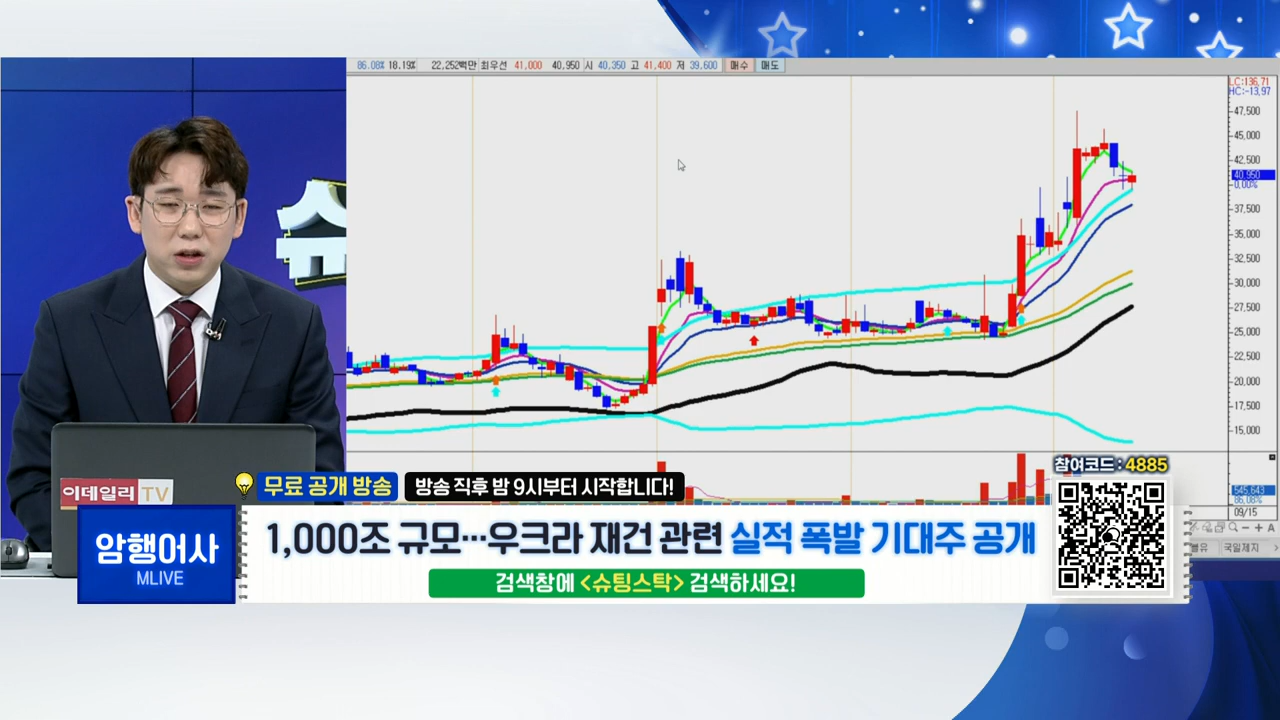 86.08% 18.19% 22,252백만 최우선 41,000 40,950 시 40,350 고 41,400 저 39,600 매수 매도
LC:136.71
HC:-13.97
47,500
45,000
42,500
40,950
0.00%
37,500
35,000
32,500
30,000
27,500
25,000
22,500
20,000
17,500
15,000
슈
참여코드 : 4885
이데일리 TV
무료 공개 방송
방송 직후 밤 9시부터 시작합니다!
545,643
86.08%
09/15
암행어사
MLIVE
1,000조 규모…우크라 재건 관련 실적 폭발 기대주 공개
검색창에 <슈팅스탁> 검색하세요!
국일제지